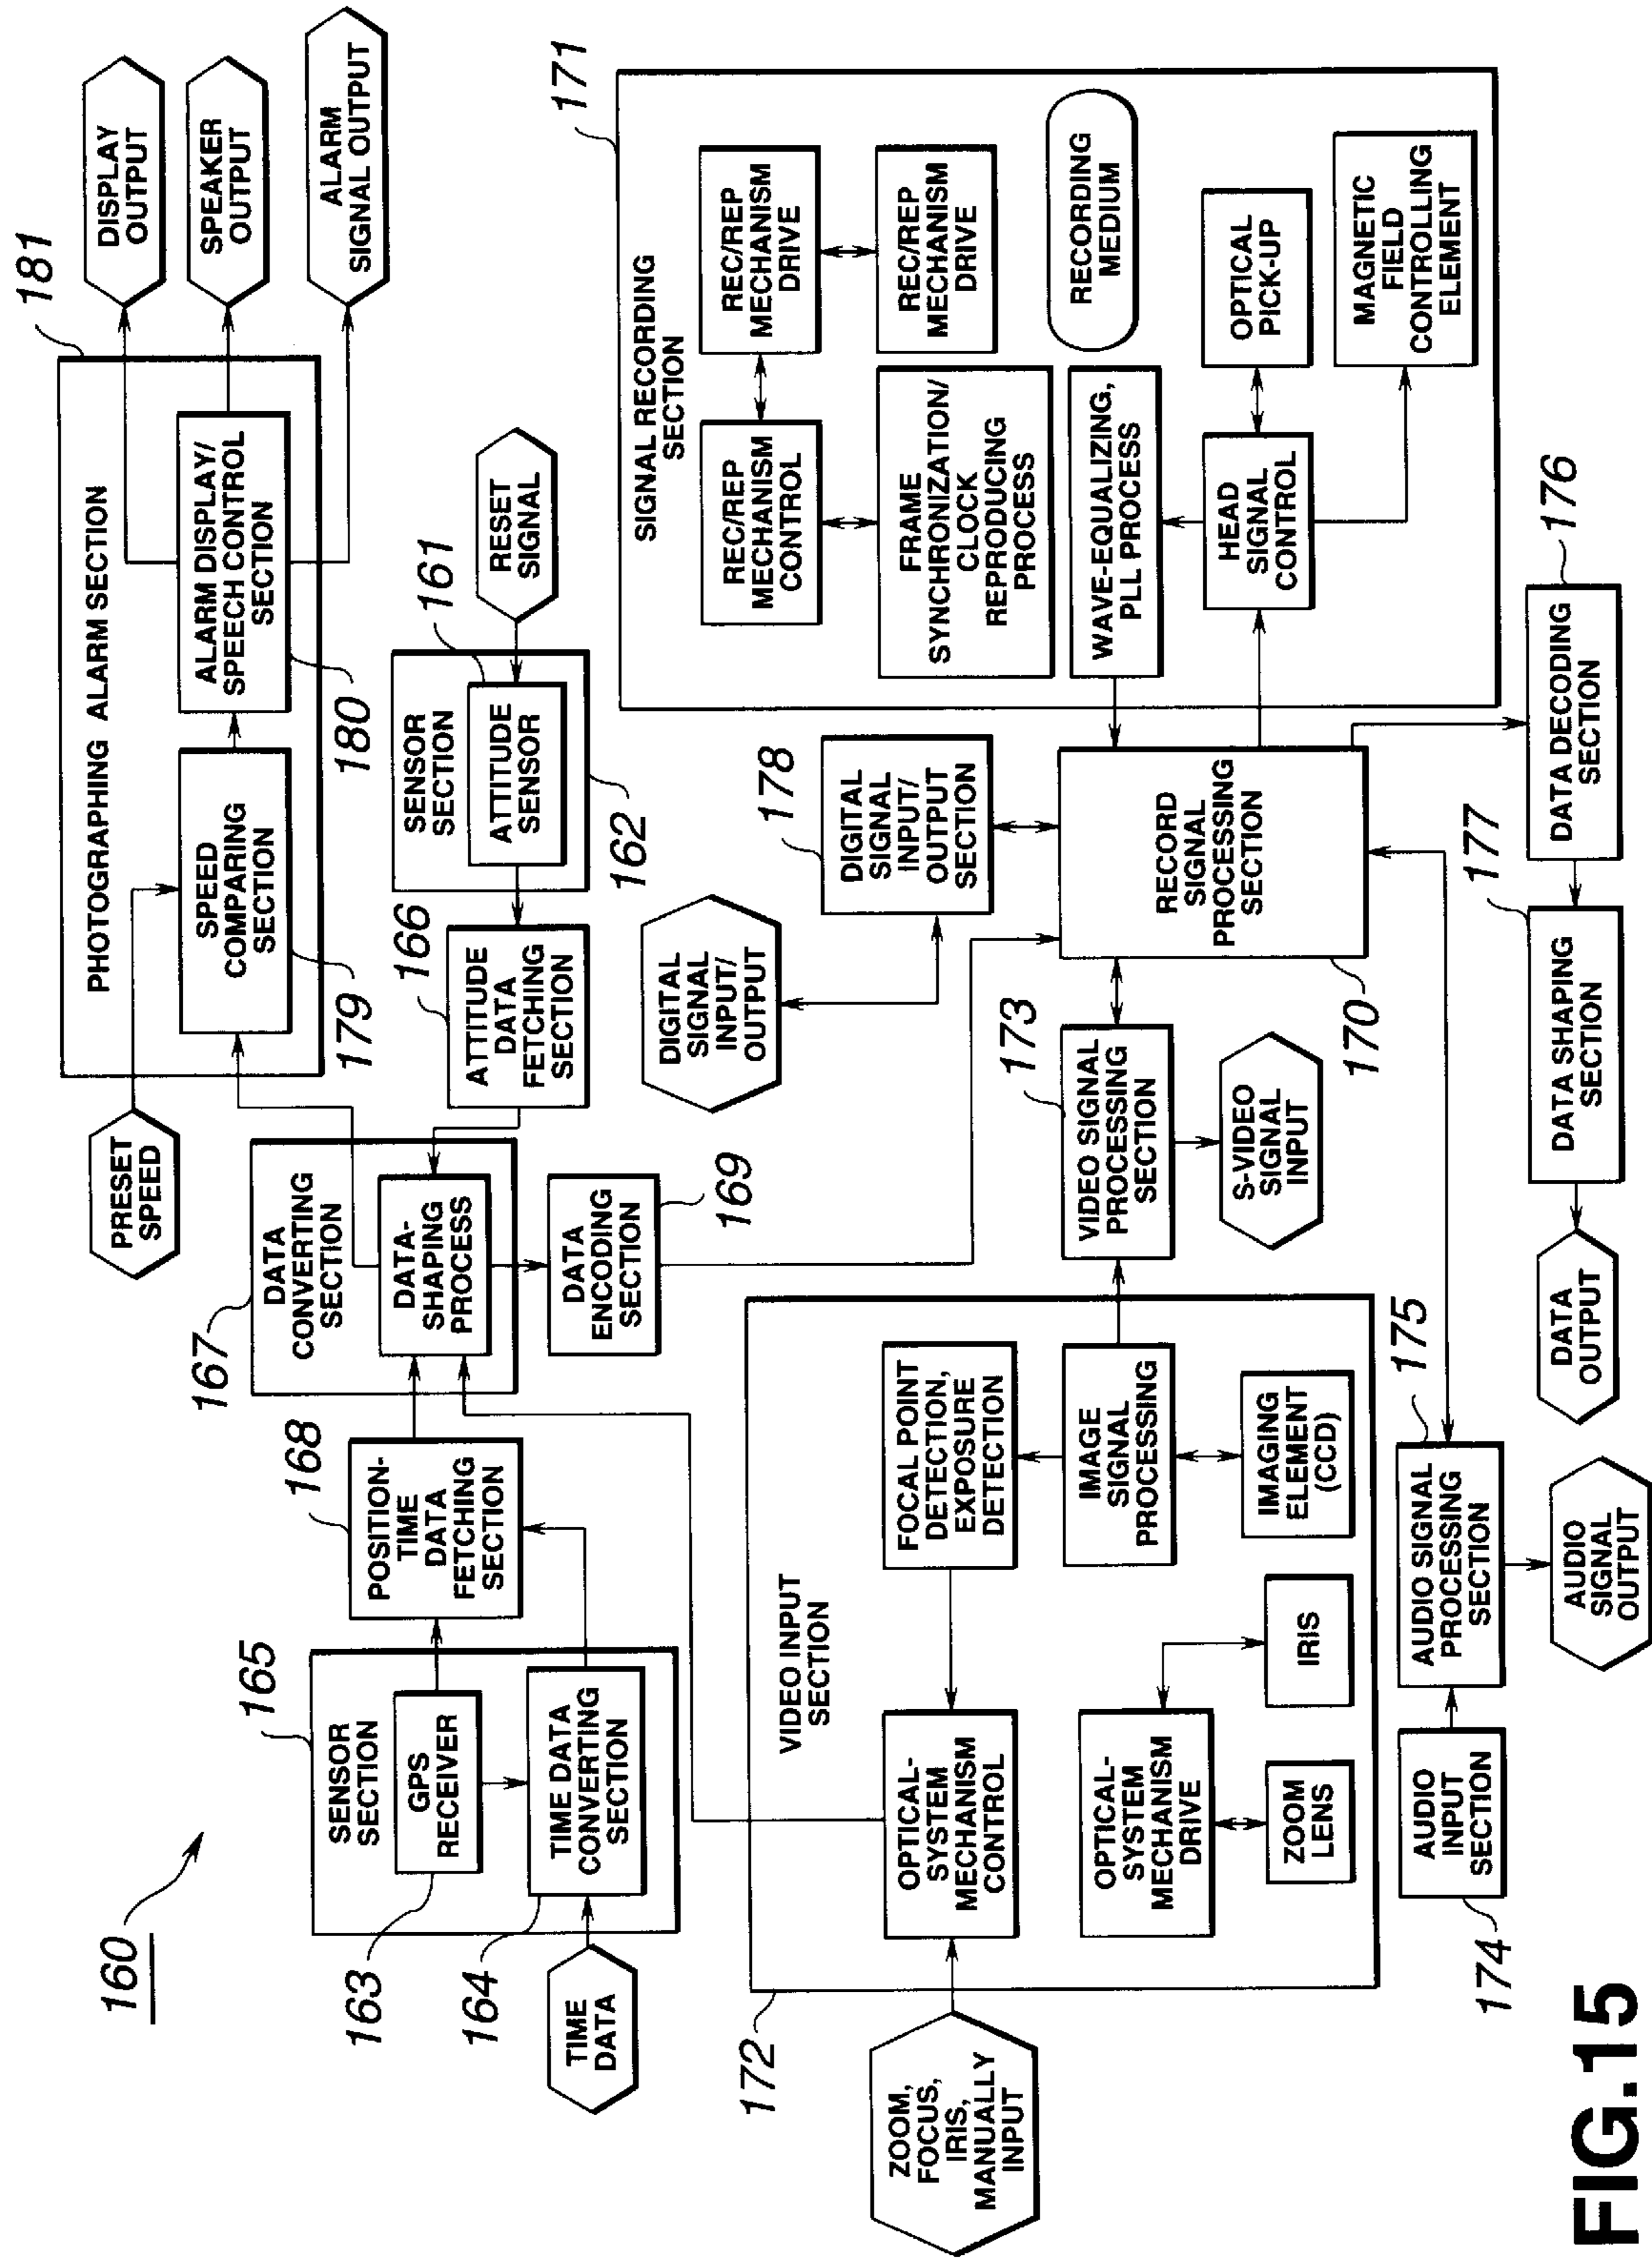 160
SENSOR
SECTION
165
GPS
RECEIVER
163
TIME DATA
CONVERTING
SECTION
164
TIME
DATA
POSITION-
TIME
DATA
FETCHING
SECTION
168
DATA
CONVERTING
SECTION
167
DATA-
SHAPING
PROCESS
DATA
ENCODING
SECTION
169
PRESET
SPEED
PHOTOGRAPHING ALARM SECTION
181
SPEED
COMPARING
SECTION
179
ALARM DISPLAY/
SPEECH CONTROL
SECTION
180
DISPLAY
OUTPUT
SPEAKER
OUTPUT
ALARM
SIGNAL OUTPUT
ATTITUDE
DATA
FETCHING
SECTION
166
SENSOR
SECTION
162
ATTITUDE
SENSOR
161
RESET
SIGNAL
ZOOM,
FOCUS,
IRIS,
MANUALLY
INPUT
172
VIDEO INPUT
SECTION
OPTICAL-
SYSTEM
MECHANISM
CONTROL
FOCAL POINT
DETECTION,
EXPOSURE
DETECTION
OPTICAL-
SYSTEM
MECHANISM
DRIVE
IRIS
ZOOM
LENS
IMAGE
SIGNAL
PROCESSING
IMAGING
ELEMENT
(CCD)
DIGITAL
SIGNAL
INPUT/
OUTPUT
DIGITAL
SIGNAL
INPUT/
OUTPUT
SECTION
178
VIDEO SIGNAL
PROCESSING
SECTION
173
S-VIDEO
SIGNAL
INPUT
RECORD
SIGNAL
PROCESSING
SECTION
170
SIGNAL RECORDING
SECTION
171
REC/REP
MECHANISM
CONTROL
REC/REP
MECHANISM
DRIVE
FRAME
SYNCHRONIZATION/
CLOCK
REPRODUCING
PROCESS
REC/REP
MECHANISM
DRIVE
WAVE-EQUALIZING,
PLL PROCESS
RECORDING
MEDIUM
HEAD
SIGNAL
CONTROL
OPTICAL
PICK-UP
MAGNETIC
FIELD
CONTROLLING
ELEMENT
AUDIO
INPUT
SECTION
174
AUDIO SIGNAL
PROCESSING
SECTION
175
AUDIO
SIGNAL
OUTPUT
DATA
OUTPUT
DATA SHAPING
SECTION
177
DATA DECODING
SECTION
176
FIG.15